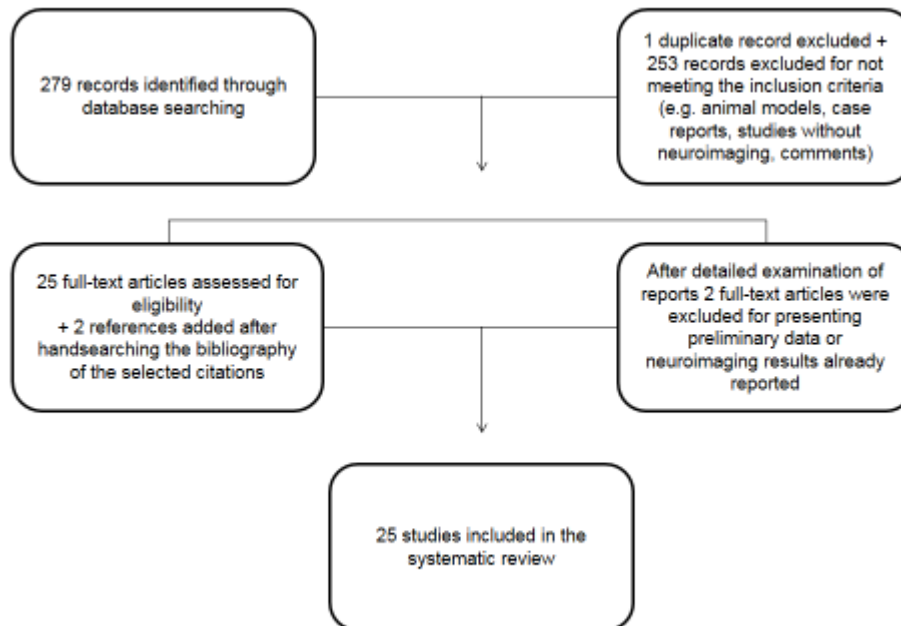 279 records identified through
database searching
1 duplicate record excluded +
253 records excluded for not
meeting the inclusion criteria
(e.g. animal models, case
reports, studies without
neuroimaging, comments)
25 full-text articles assessed for
eligibility
+ 2 references added after
handsearching the bibliography
of the selected citations
After detailed examination of
reports 2 full-text articles were
excluded for presenting
preliminary data or
neuroimaging results already
reported
25 studies included in the
systematic review